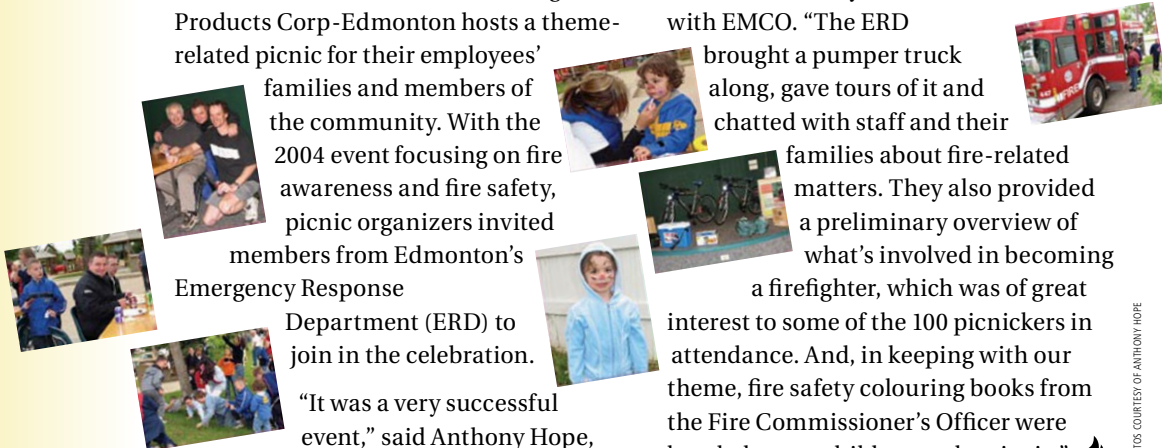 Products Corp-Edmonton hosts a theme-
related picnic for their employees’
families and members of
the community. With the
2004 event focusing on fire
awareness and fire safety,
picnic organizers invited
members from Edmonton’s
Emergency Response
Department (ERD) to
join in the celebration.
“It was a very successful
event,” said Anthony Hope,
with EMCO. “The ERD
brought a pumper truck
along, gave tours of it and
chatted with staff and their
families about fire-related
matters. They also provided
a preliminary overview of
what’s involved in becoming
a firefighter, which was of great
interest to some of the 100 picnickers in
attendance. And, in keeping with our
theme, fire safety colouring books from
the Fire Commissioner’s Officer were
COURTESY OF ANTHONY HOPE
FIRE